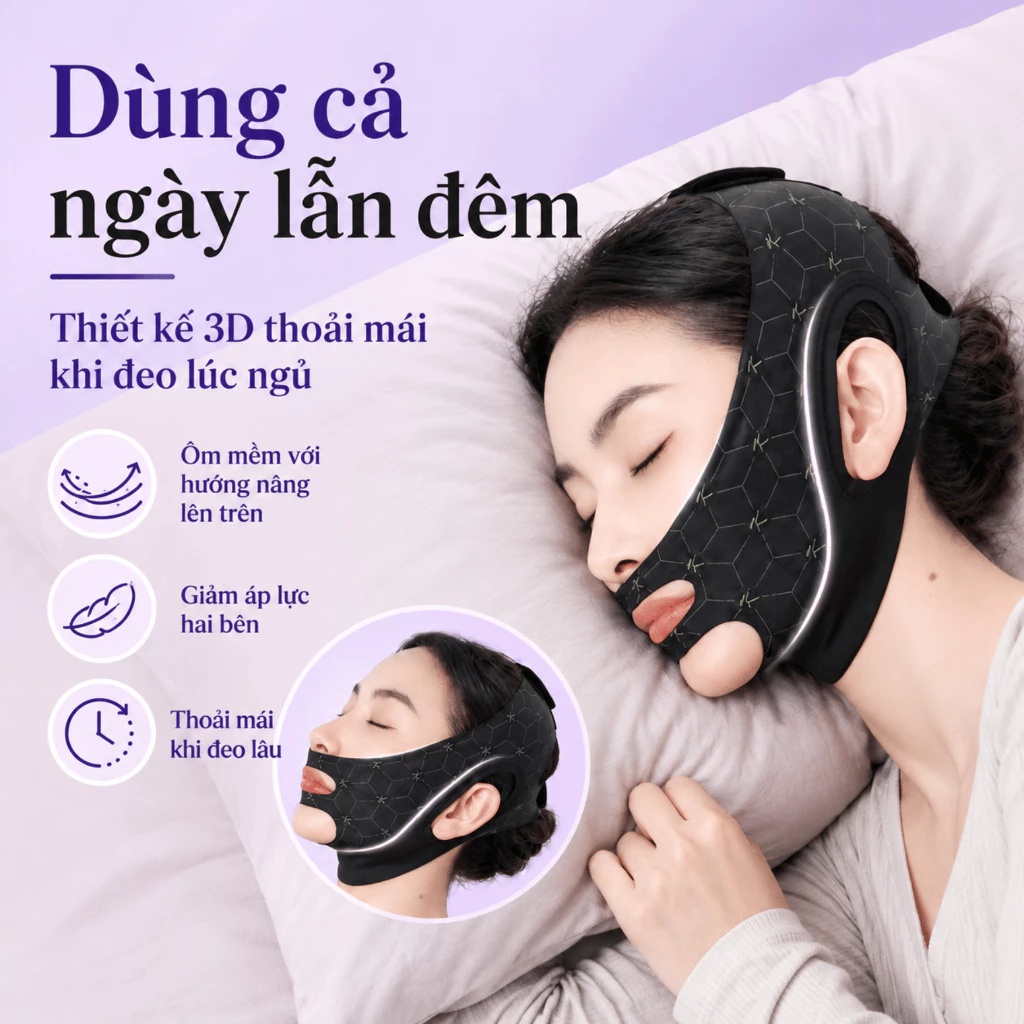 Dùng cả
ngày lẫn đêm
Thiết kế 3D thoải mái
khi đeo lúc ngủ
Ôm mềm với
hướng nâng
lên trên
Giảm áp lực
hai bên
Thoải mái
khi đeo lâu